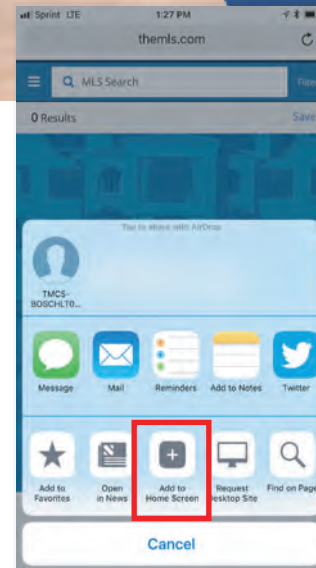 Sprint LTE 1:27 PM
themls.com
MLS Search Filter
0 Results Save
Tap to share with AirDrop
TMCS-
BOSCHLT0...
Message Mail Reminders Add to Notes Twitter
Add to Favorites Open in News Add to Home Screen Request Desktop Site Find on Page
Cancel